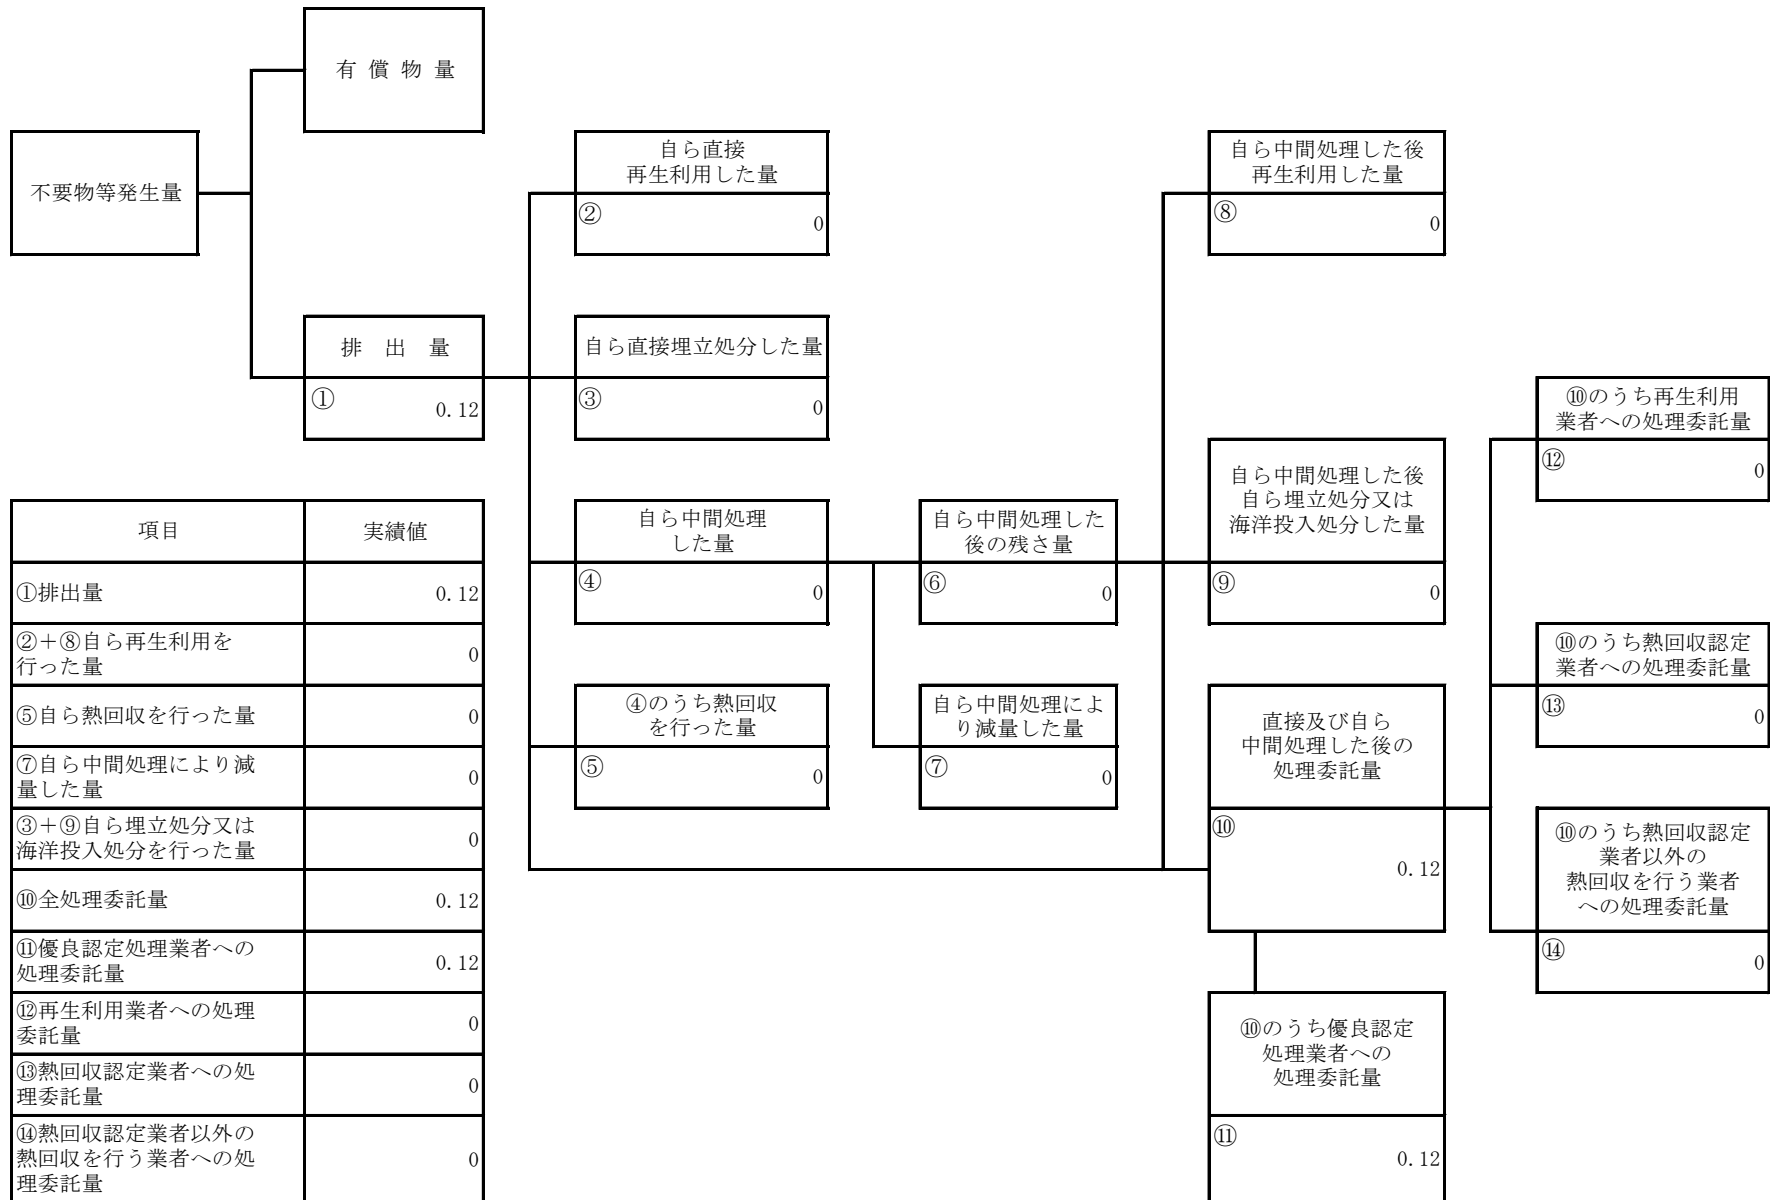 有償物量
不要物等発生量
自ら直接
再生利用した量
② 0
自ら中間処理した後
再生利用した量
⑧ 0
排出量
① 0.12
自ら直接埋立処分した量
③ 0
⑩のうち再生利用
業者への処理委託量
⑫ 0
自ら中間処理
した量
④ 0
自ら中間処理した
後の残さ量
⑥ 0
自ら中間処理した後
自ら埋立処分又は
海洋投入処分した量
⑨ 0
⑩のうち熱回収認定
業者への処理委託量
⑬ 0
④のうち熱回収
を行った量
⑤ 0
自ら中間処理によ
り減量した量
⑦ 0
直接及び自ら
中間処理した後の
処理委託量
⑩ 0.12
⑩のうち熱回収認定
業者以外の
熱回収を行う業者
への処理委託量
⑭ 0
⑩のうち優良認定
処理業者への
処理委託量
⑪ 0.12
項目 実績値
①排出量 0.12
②+⑧自ら再生利用を
行った量 0
⑤自ら熱回収を行った量 0
⑦自ら中間処理により減
量した量 0
③+⑨自ら埋立処分又は
海洋投入処分を行った量 0
⑩全処理委託量 0.12
⑪優良認定処理業者への
処理委託量 0.12
⑫再生利用業者への処理
委託量 0
⑬熱回収認定業者への処
理委託量 0
⑭熱回収認定業者以外の
熱回収を行う業者への処
理委託量 0